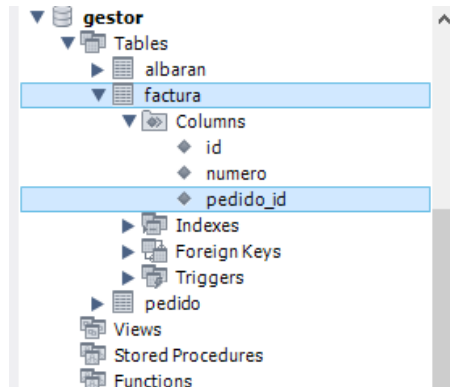 gestor
Tables
albaran
factura
Columns
id
numero
pedido_id
Indexes
Foreign Keys
Triggers
pedido
Views
Stored Procedures
Functions